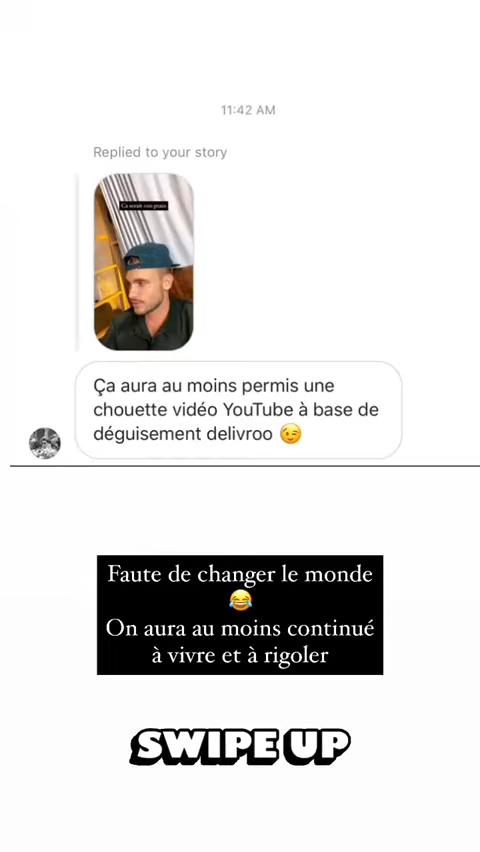 11:42 AM
Replied to your story
Ça aura au moins permis une
chouette vidéo YouTube à base de
déguisement delivroo 😉
Faute de changer le monde
😂
On aura au moins continué
à vivre et à rigoler
SWIPE UP